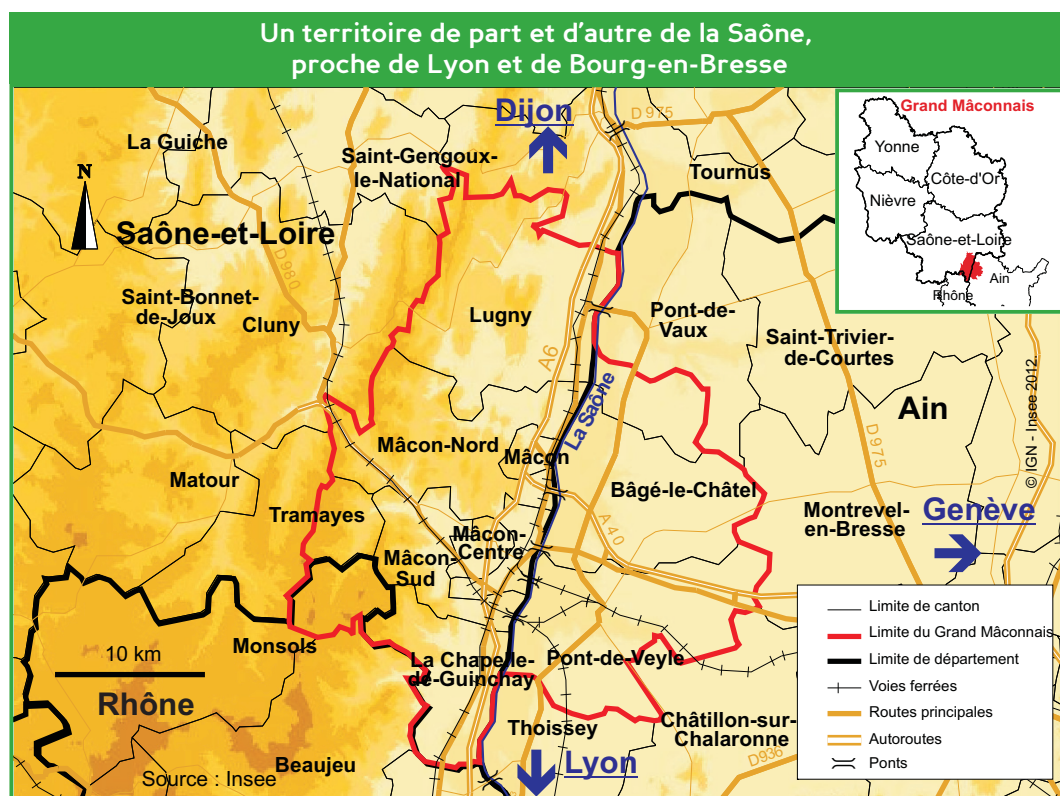 Un territoire de part et d'autre de la Saône,
proche de Lyon et de Bourg-en-Bresse
Dijon
D 975
Grand Mâconnais
Yonne
Côte-d'Or
Nièvre
Saône-et-Loire
Ain
Rhône
La Guiche
Saint-Gengoux-
le-National
Tournus
N
Saône-et-Loire
D 980
Saint-Bonnet-
de-Joux
Cluny
Lugny
A6
La Saône
Pont-de-
Vaux
Saint-Trivier-
de-Courtes
Ain
D 975
© IGN - Insee 2012
Mâcon-Nord
Mâcon
Matour
Bâgé-le-Châtel
Tramayes
A 40
Montrevel-
en-Bresse
Genève
Mâcon-
Centre
Mâcon-
Sud
Monsols
10 km
Rhône
La Chapelle-
de-Guinchay
Pont-de-Veyle
Thoissey
Châtillon-sur-
Chalaronne
D936
Beaujeu
Source : Insee
Lyon
Limite de canton
Limite du Grand Mâconnais
Limite de département
Voies ferrées
Routes principales
Autoroutes
Ponts